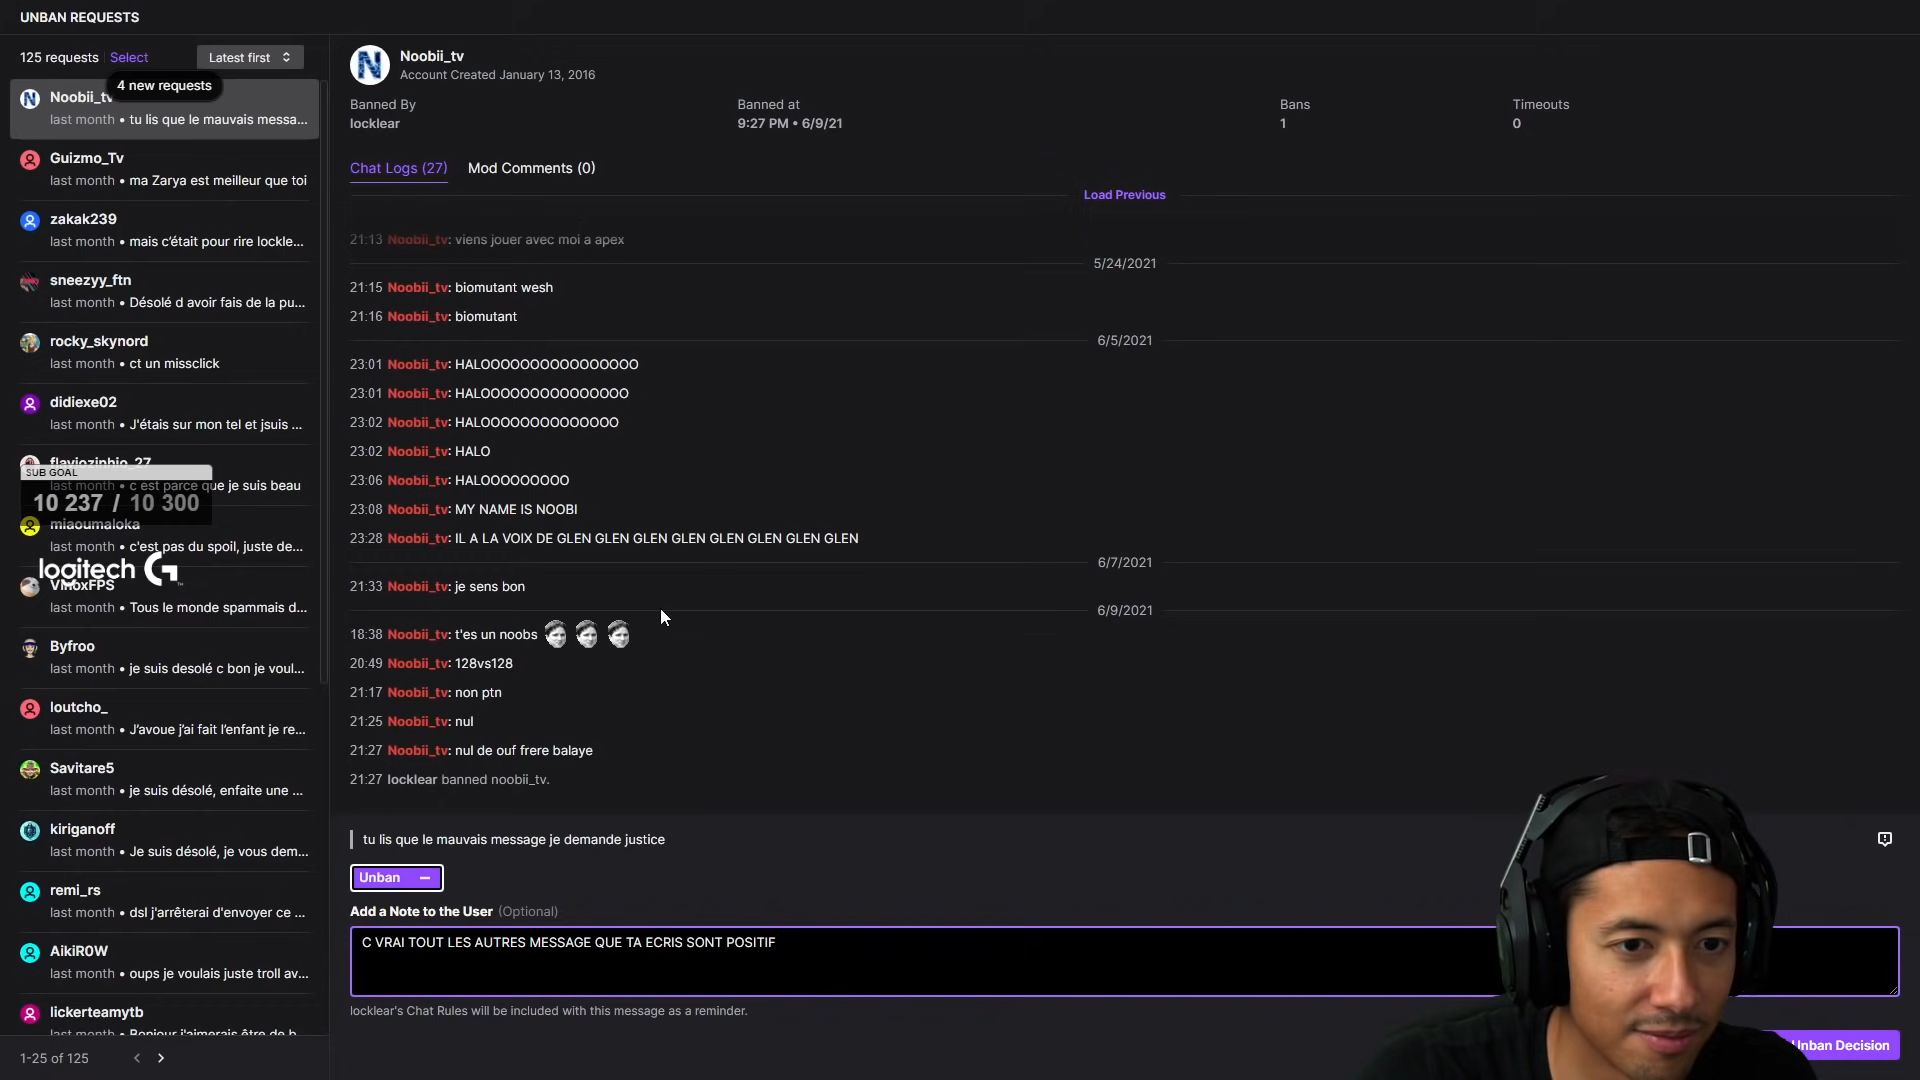 UNBAN REQUESTS
125 requests Select Latest first
4 new requests
Noobii_tv
last month • tu lis que le mauvais messa...
Guizmo_Tv
last month • ma Zarya est meilleur que toi
zakak239
last month • mais c'était pour rire lockle...
sneezyy_ftn
last month • Désolé d avoir fais de la pu...
rocky_skynord
last month • ct un missclick
didiexe02
last month • J'étais sur mon tel et jsuis ...
flaviozinhio_27
SUB GOAL
last month • c est parce que je suis beau
10 237 / 10 300
miaoumaloka
last month • c'est pas du spoil, juste de...
logitech G
VinoxFPS
last month • Tous le monde spammais d...
Byfroo
last month • je suis desolé c bon je voul...
loutcho_
last month • J'avoue j'ai fait l'enfant je re...
Savitare5
last month • je suis désolé, enfaite une ...
kiriganoff
last month • Je suis désolé, je vous dem...
remi_rs
last month • dsl j'arrêterai d'envoyer ce ...
AikiR0W
last month • oups je voulais juste troll av...
lickerteamytb
last month • Bonjour j'aimerais être de b...
1-25 of 125
Noobii_tv
Account Created January 13, 2016
Banned By Banned at Bans Timeouts
locklear 9:27 PM • 6/9/21 1 0
Chat Logs (27) Mod Comments (0)
Load Previous
21:13 Noobii_tv: viens jouer avec moi a apex
5/24/2021
21:15 Noobii_tv: biomutant wesh
21:16 Noobii_tv: biomutant
6/5/2021
23:01 Noobii_tv: HALOOOOOOOOOOOOOOOO
23:01 Noobii_tv: HALOOOOOOOOOOOOOOO
23:02 Noobii_tv: HALOOOOOOOOOOOOOO
23:02 Noobii_tv: HALO
23:06 Noobii_tv: HALOOOOOOOOO
23:08 Noobii_tv: MY NAME IS NOOBI
23:28 Noobii_tv: IL A LA VOIX DE GLEN GLEN GLEN GLEN GLEN GLEN GLEN GLEN
6/7/2021
21:33 Noobii_tv: je sens bon
6/9/2021
18:38 Noobii_tv: t'es un noobs
20:49 Noobii_tv: 128vs128
21:17 Noobii_tv: non ptn
21:25 Noobii_tv: nul
21:27 Noobii_tv: nul de ouf frere balaye
21:27 locklear banned noobii_tv.
tu lis que le mauvais message je demande justice
Unban
Add a Note to the User (Optional)
C VRAI TOUT LES AUTRES MESSAGE QUE TA ECRIS SONT POSITIF
locklear's Chat Rules will be included with this message as a reminder.
Unban Decision